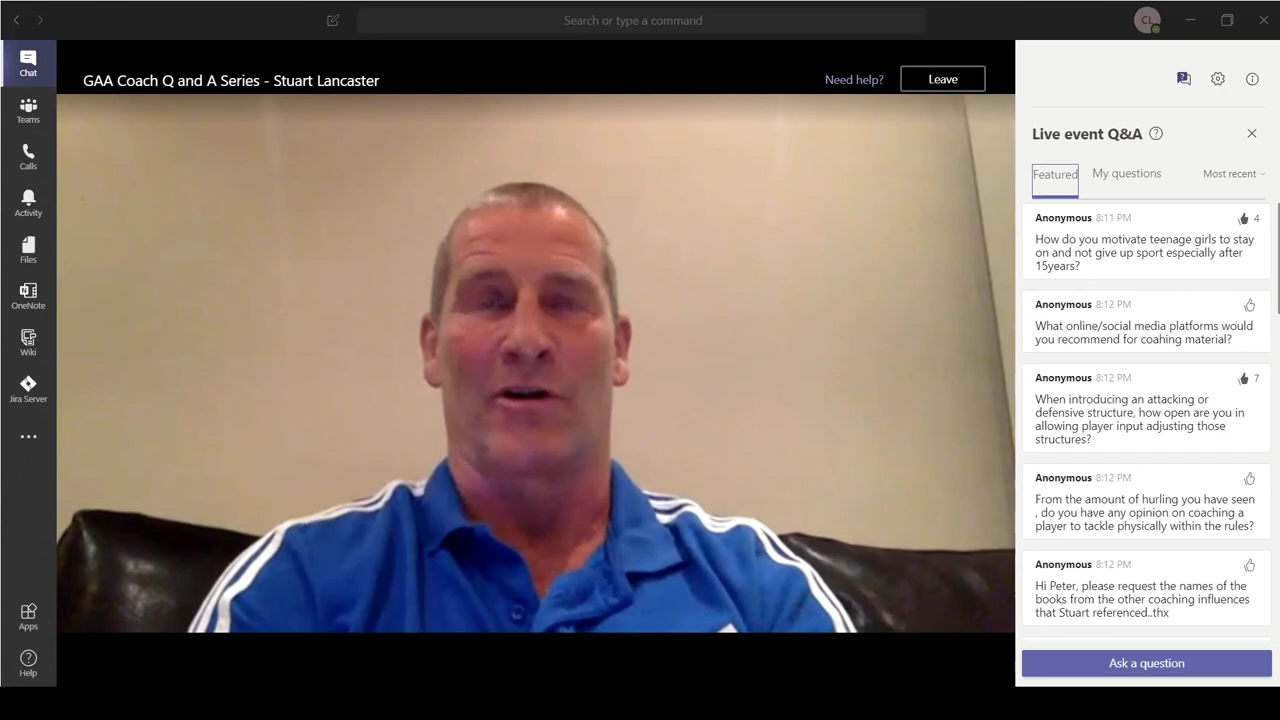 Search or type a command
CL
Chat
Teams
Calls
Activity
Files
OneNote
Wiki
Jira Server
Apps
Help
GAA Coach Q and A Series - Stuart Lancaster
Need help?
Leave
Live event Q&A
Featured
My questions
Most recent
Anonymous 8:11 PM
4
How do you motivate teenage girls to stay
on and not give up sport especially after
15years?
Anonymous 8:12 PM
What online/social media platforms would
you recommend for coahing material?
Anonymous 8:12 PM
7
When introducing an attacking or
defensive structure, how open are you in
allowing player input adjusting those
structures?
Anonymous 8:12 PM
From the amount of hurling you have seen
, do you have any opinion on coaching a
player to tackle physically within the rules?
Anonymous 8:12 PM
Hi Peter, please request the names of the
books from the other coaching influences
that Stuart referenced..thx
Ask a question